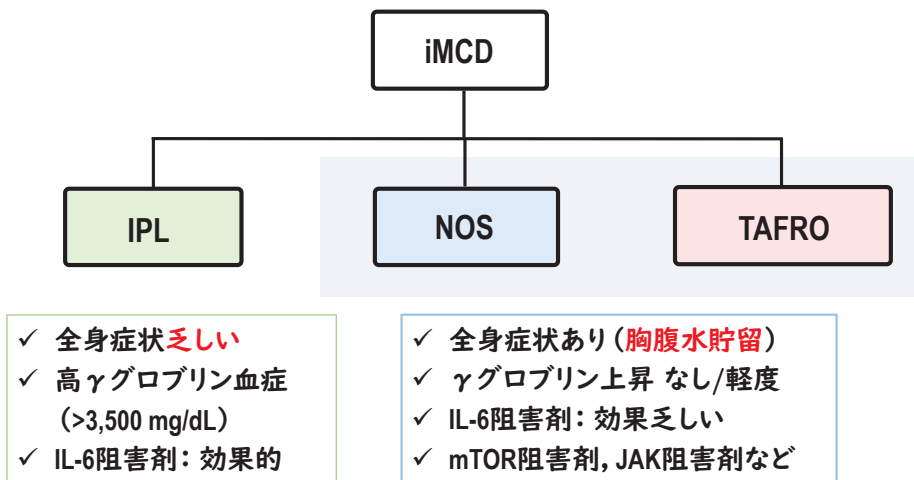 iMCD
IPL
NOS
TAFRO
✓ 全身症状乏しい
✓ 高γグロブリン血症
（>3,500 mg/dL）
✓ IL-6阻害剤：効果的
✓ 全身症状あり（胸腹水貯留）
✓ γグロブリン上昇 なし/軽度
✓ IL-6阻害剤：効果乏しい
✓ mTOR阻害剤, JAK阻害剤など